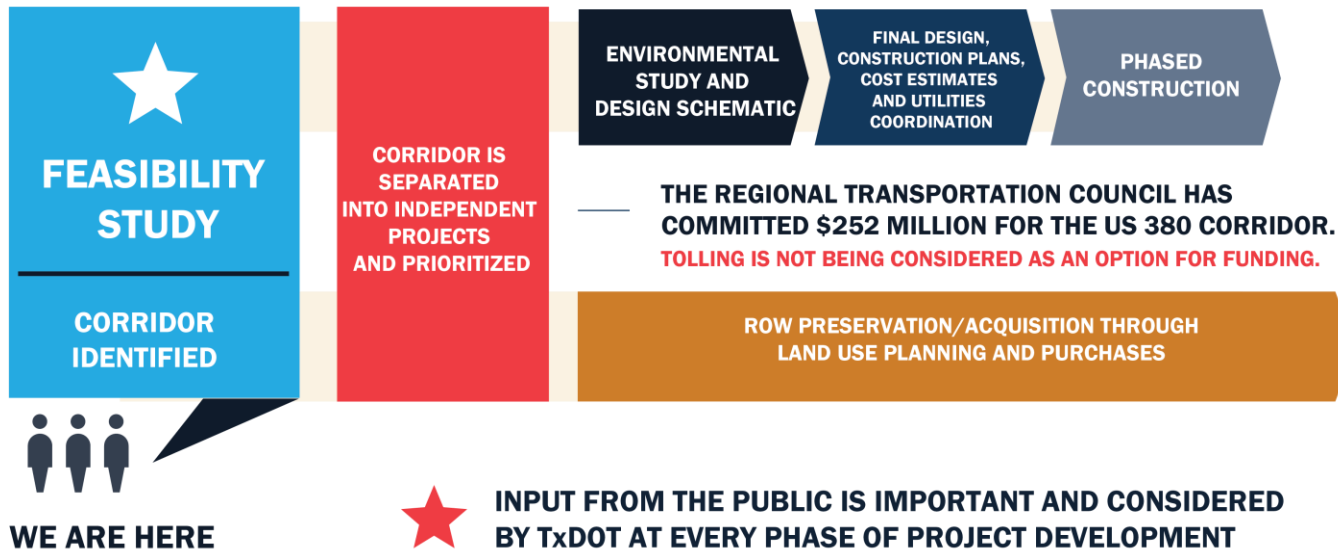 FEASIBILITY
STUDY
CORRIDOR
IDENTIFIED
WE ARE HERE
CORRIDOR IS
SEPARATED
INTO INDEPENDENT
PROJECTS
AND PRIORITIZED
ENVIRONMENTAL
STUDY AND
DESIGN SCHEMATIC
FINAL DESIGN,
CONSTRUCTION PLANS,
COST ESTIMATES
AND UTILITIES
COORDINATION
PHASED
CONSTRUCTION
THE REGIONAL TRANSPORTATION COUNCIL HAS
COMMITTED $252 MILLION FOR THE US 380 CORRIDOR.
TOLLING IS NOT BEING CONSIDERED AS AN OPTION FOR FUNDING.
ROW PRESERVATION/ACQUISITION THROUGH
LAND USE PLANNING AND PURCHASES
INPUT FROM THE PUBLIC IS IMPORTANT AND CONSIDERED
BY TxDOT AT EVERY PHASE OF PROJECT DEVELOPMENT